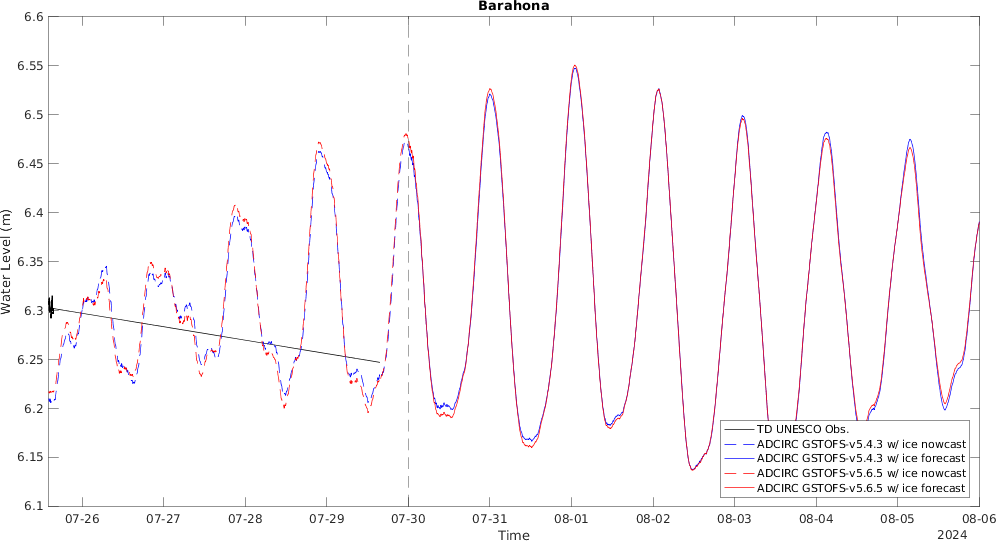 Barahona
Water Level (m)
6.6
6.55
6.5
6.45
6.4
6.35
6.3
6.25
6.2
6.15
6.1
TD UNESCO Obs.
ADCIRC GSTOFS-v5.4.3 w/ ice nowcast
ADCIRC GSTOFS-v5.4.3 w/ ice forecast
ADCIRC GSTOFS-v5.6.5 w/ ice nowcast
ADCIRC GSTOFS-v5.6.5 w/ ice forecast
07-26 07-27 07-28 07-29 07-30 07-31 08-01 08-02 08-03 08-04 08-05 08-06
Time
2024